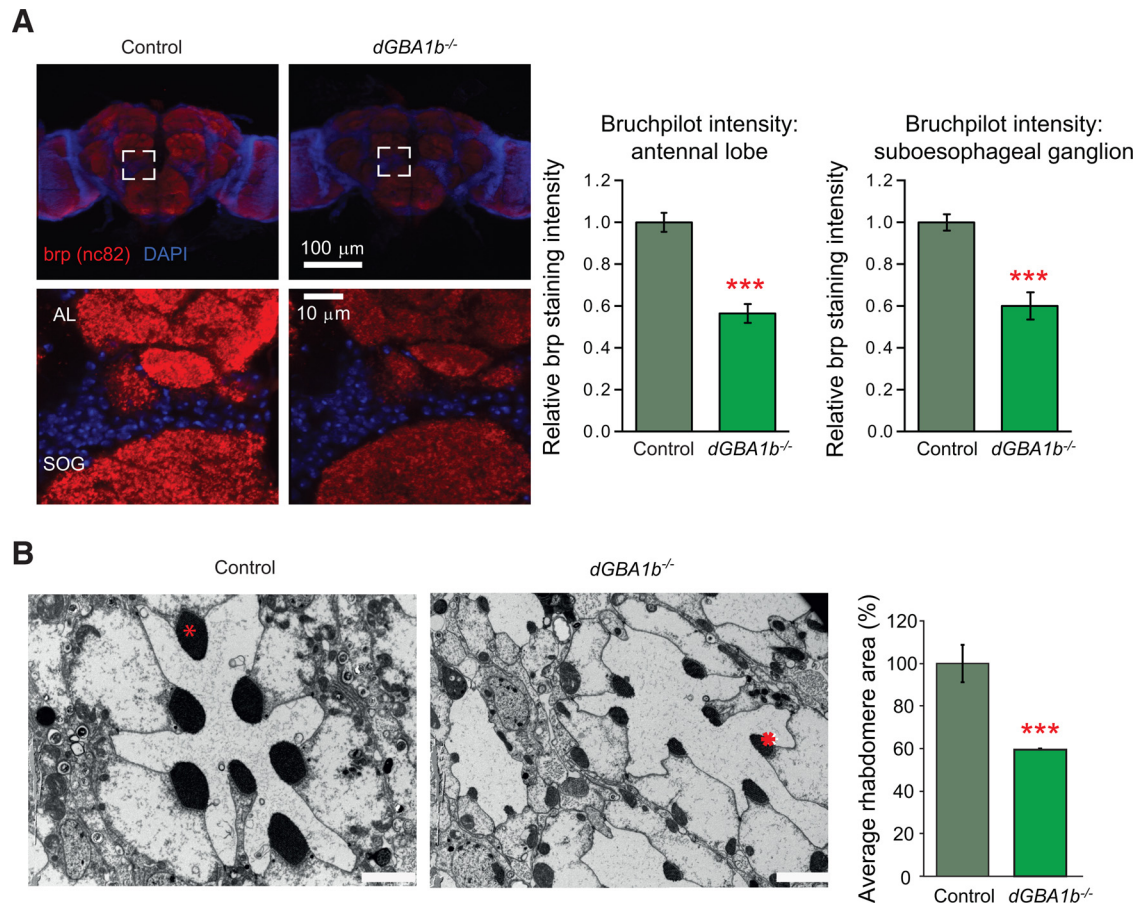 A
Control
dGBA1b-/-
brp (nc82) DAPI
100 μm
AL
SOG
10 μm
Bruchpilot intensity:
antennal lobe
Relative brp staining intensity
1.2
1.0
0.8
0.6
0.4
0.2
0.0
***
Control
dGBA1b-/-
Bruchpilot intensity:
suboesophageal ganglion
Relative brp staining intensity
1.2
1.0
0.8
0.6
0.4
0.2
0.0
***
Control
dGBA1b-/-
B
Control
*
dGBA1b-/-
*
Average rhabdomere area (%)
120
100
80
60
40
20
0
***
Control
dGBA1b-/-